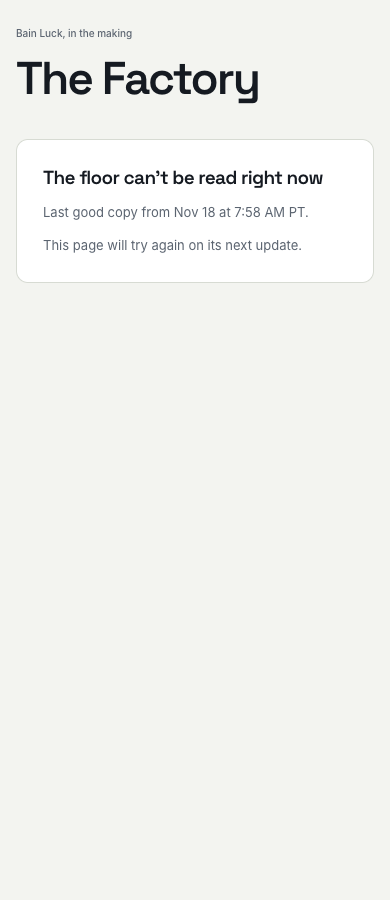 Bain Luck, in the making
The Factory
The floor can’t be read right now
Last good copy from Nov 18 at 7:58 AM PT.
This page will try again on its next update.